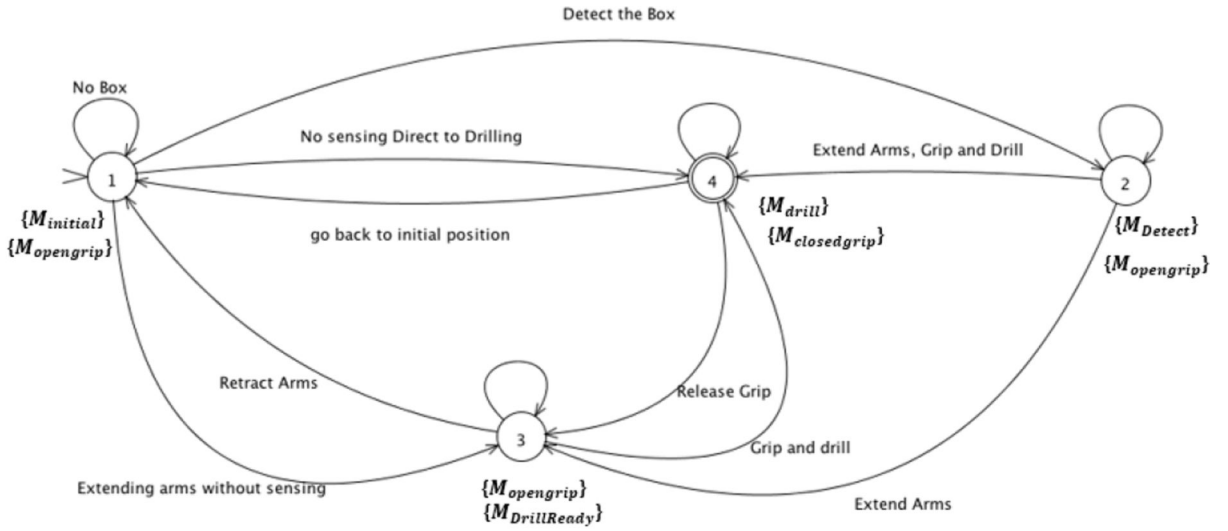 Detect the Box
No Box
No sensing Direct to Drilling
Extend Arms, Grip and Drill
1
4
2
{M_initial}
{M_opengrip}
{M_drill}
{M_closedgrip}
{M_Detect}
{M_opengrip}
go back to initial position
Retract Arms
Release Grip
3
Grip and drill
Extending arms without sensing
{M_opengrip}
{M_DrillReady}
Extend Arms